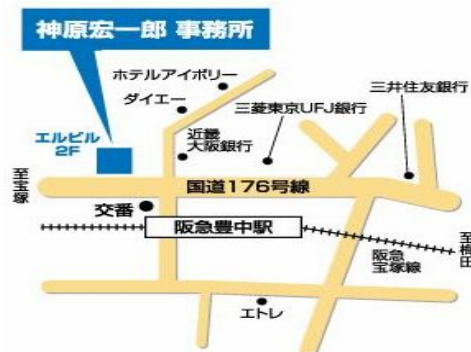 神原宏一郎 事務所
ホテルアイボリー
ダイエー
三井住友銀行
三菱東京UFJ銀行
近畿
大阪銀行
エルビル
2F
至宝塚
国道176号線
交番
阪急豊中駅
至梅田
阪急
宝塚線
エトレ